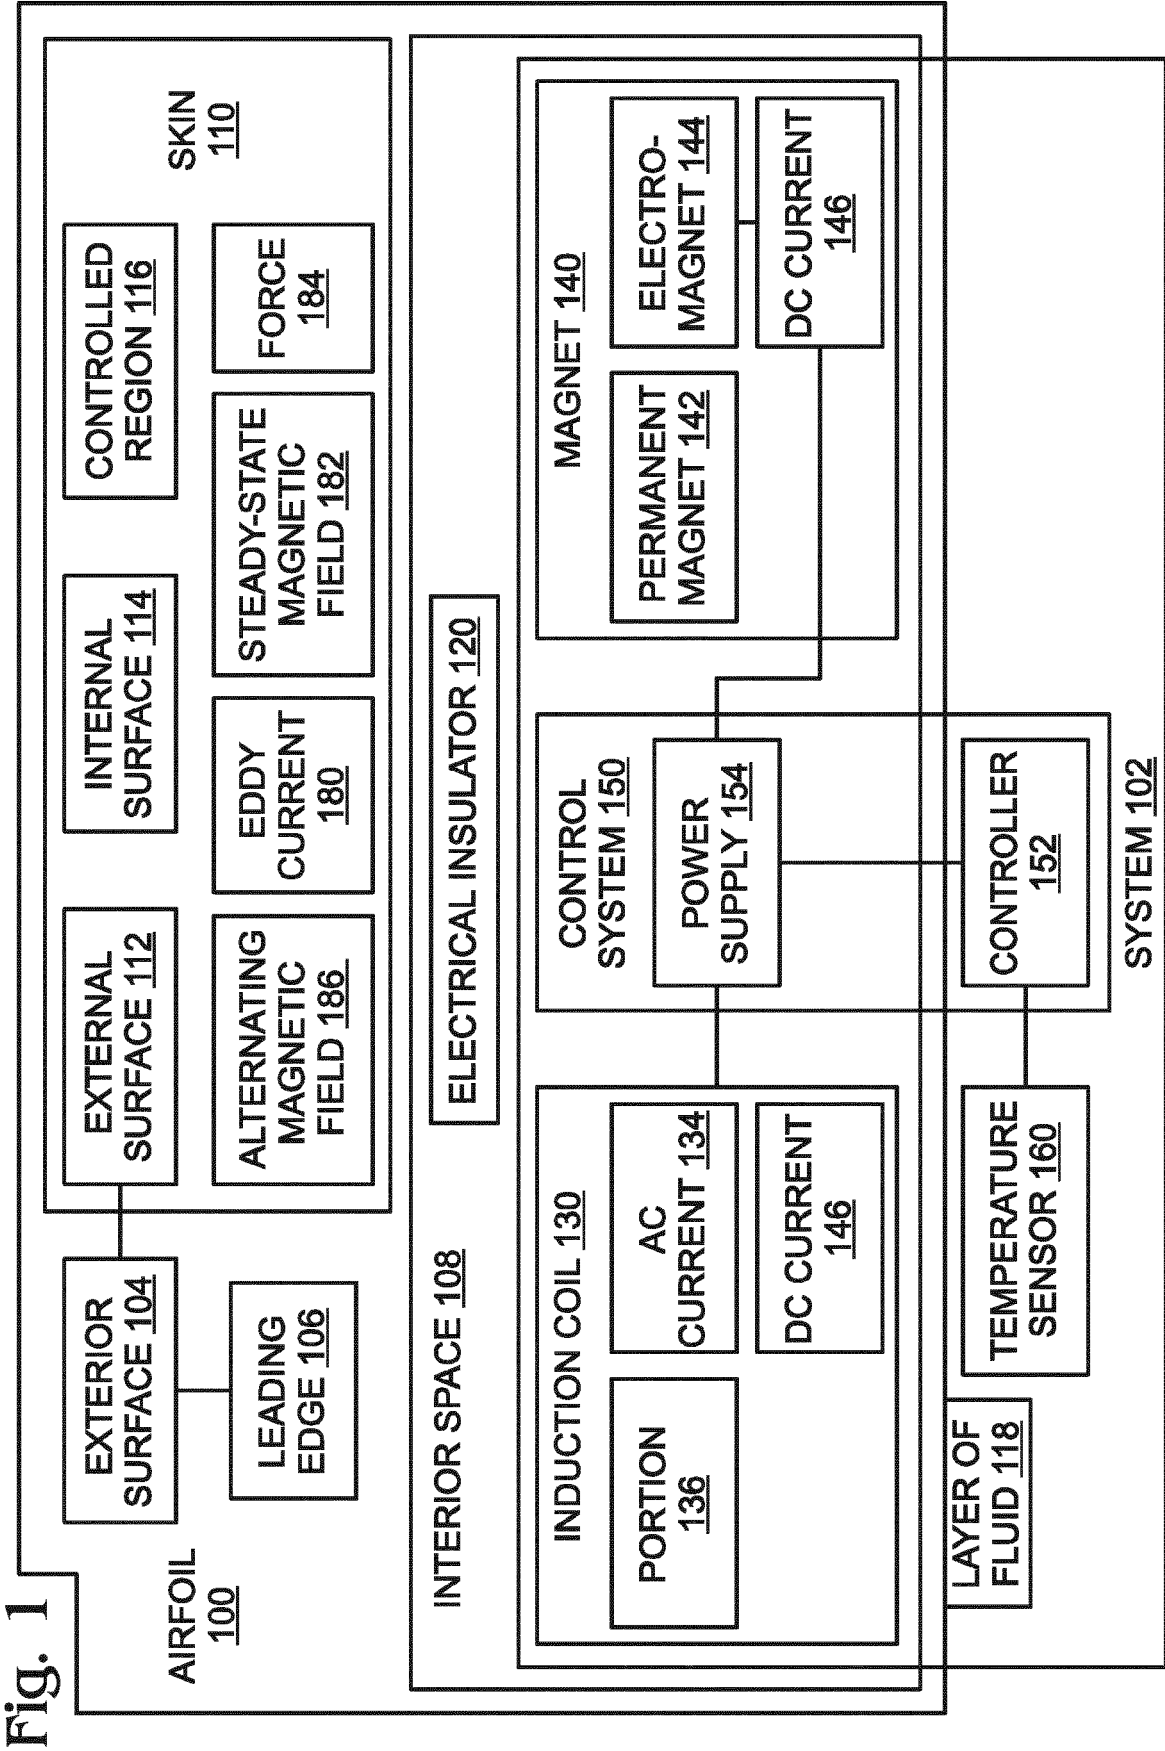 Fig. 1
AIRFOIL
100
EXTERIOR
SURFACE 104
LEADING
EDGE 106
EXTERNAL
SURFACE 112
INTERNAL
SURFACE 114
CONTROLLED
REGION 116
SKIN
110
ALTERNATING
MAGNETIC
FIELD 186
EDDY
CURRENT
180
STEADY-STATE
MAGNETIC
FIELD 182
FORCE
184
INTERIOR SPACE 108
ELECTRICAL INSULATOR 120
INDUCTION COIL 130
PORTION
136
AC
CURRENT 134
DC CURRENT
146
CONTROL
SYSTEM 150
POWER
SUPPLY 154
CONTROLLER
152
MAGNET 140
PERMANENT
MAGNET 142
ELECTRO-
MAGNET 144
DC CURRENT
146
LAYER OF
FLUID 118
TEMPERATURE
SENSOR 160
SYSTEM 102